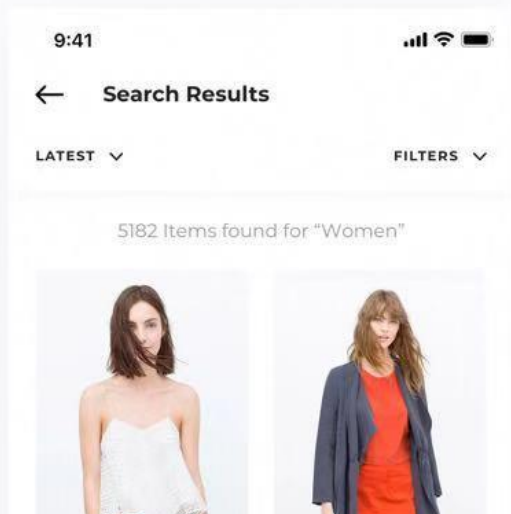 9:41
Search Results
LATEST
FILTERS
5182 Items found for “Women”